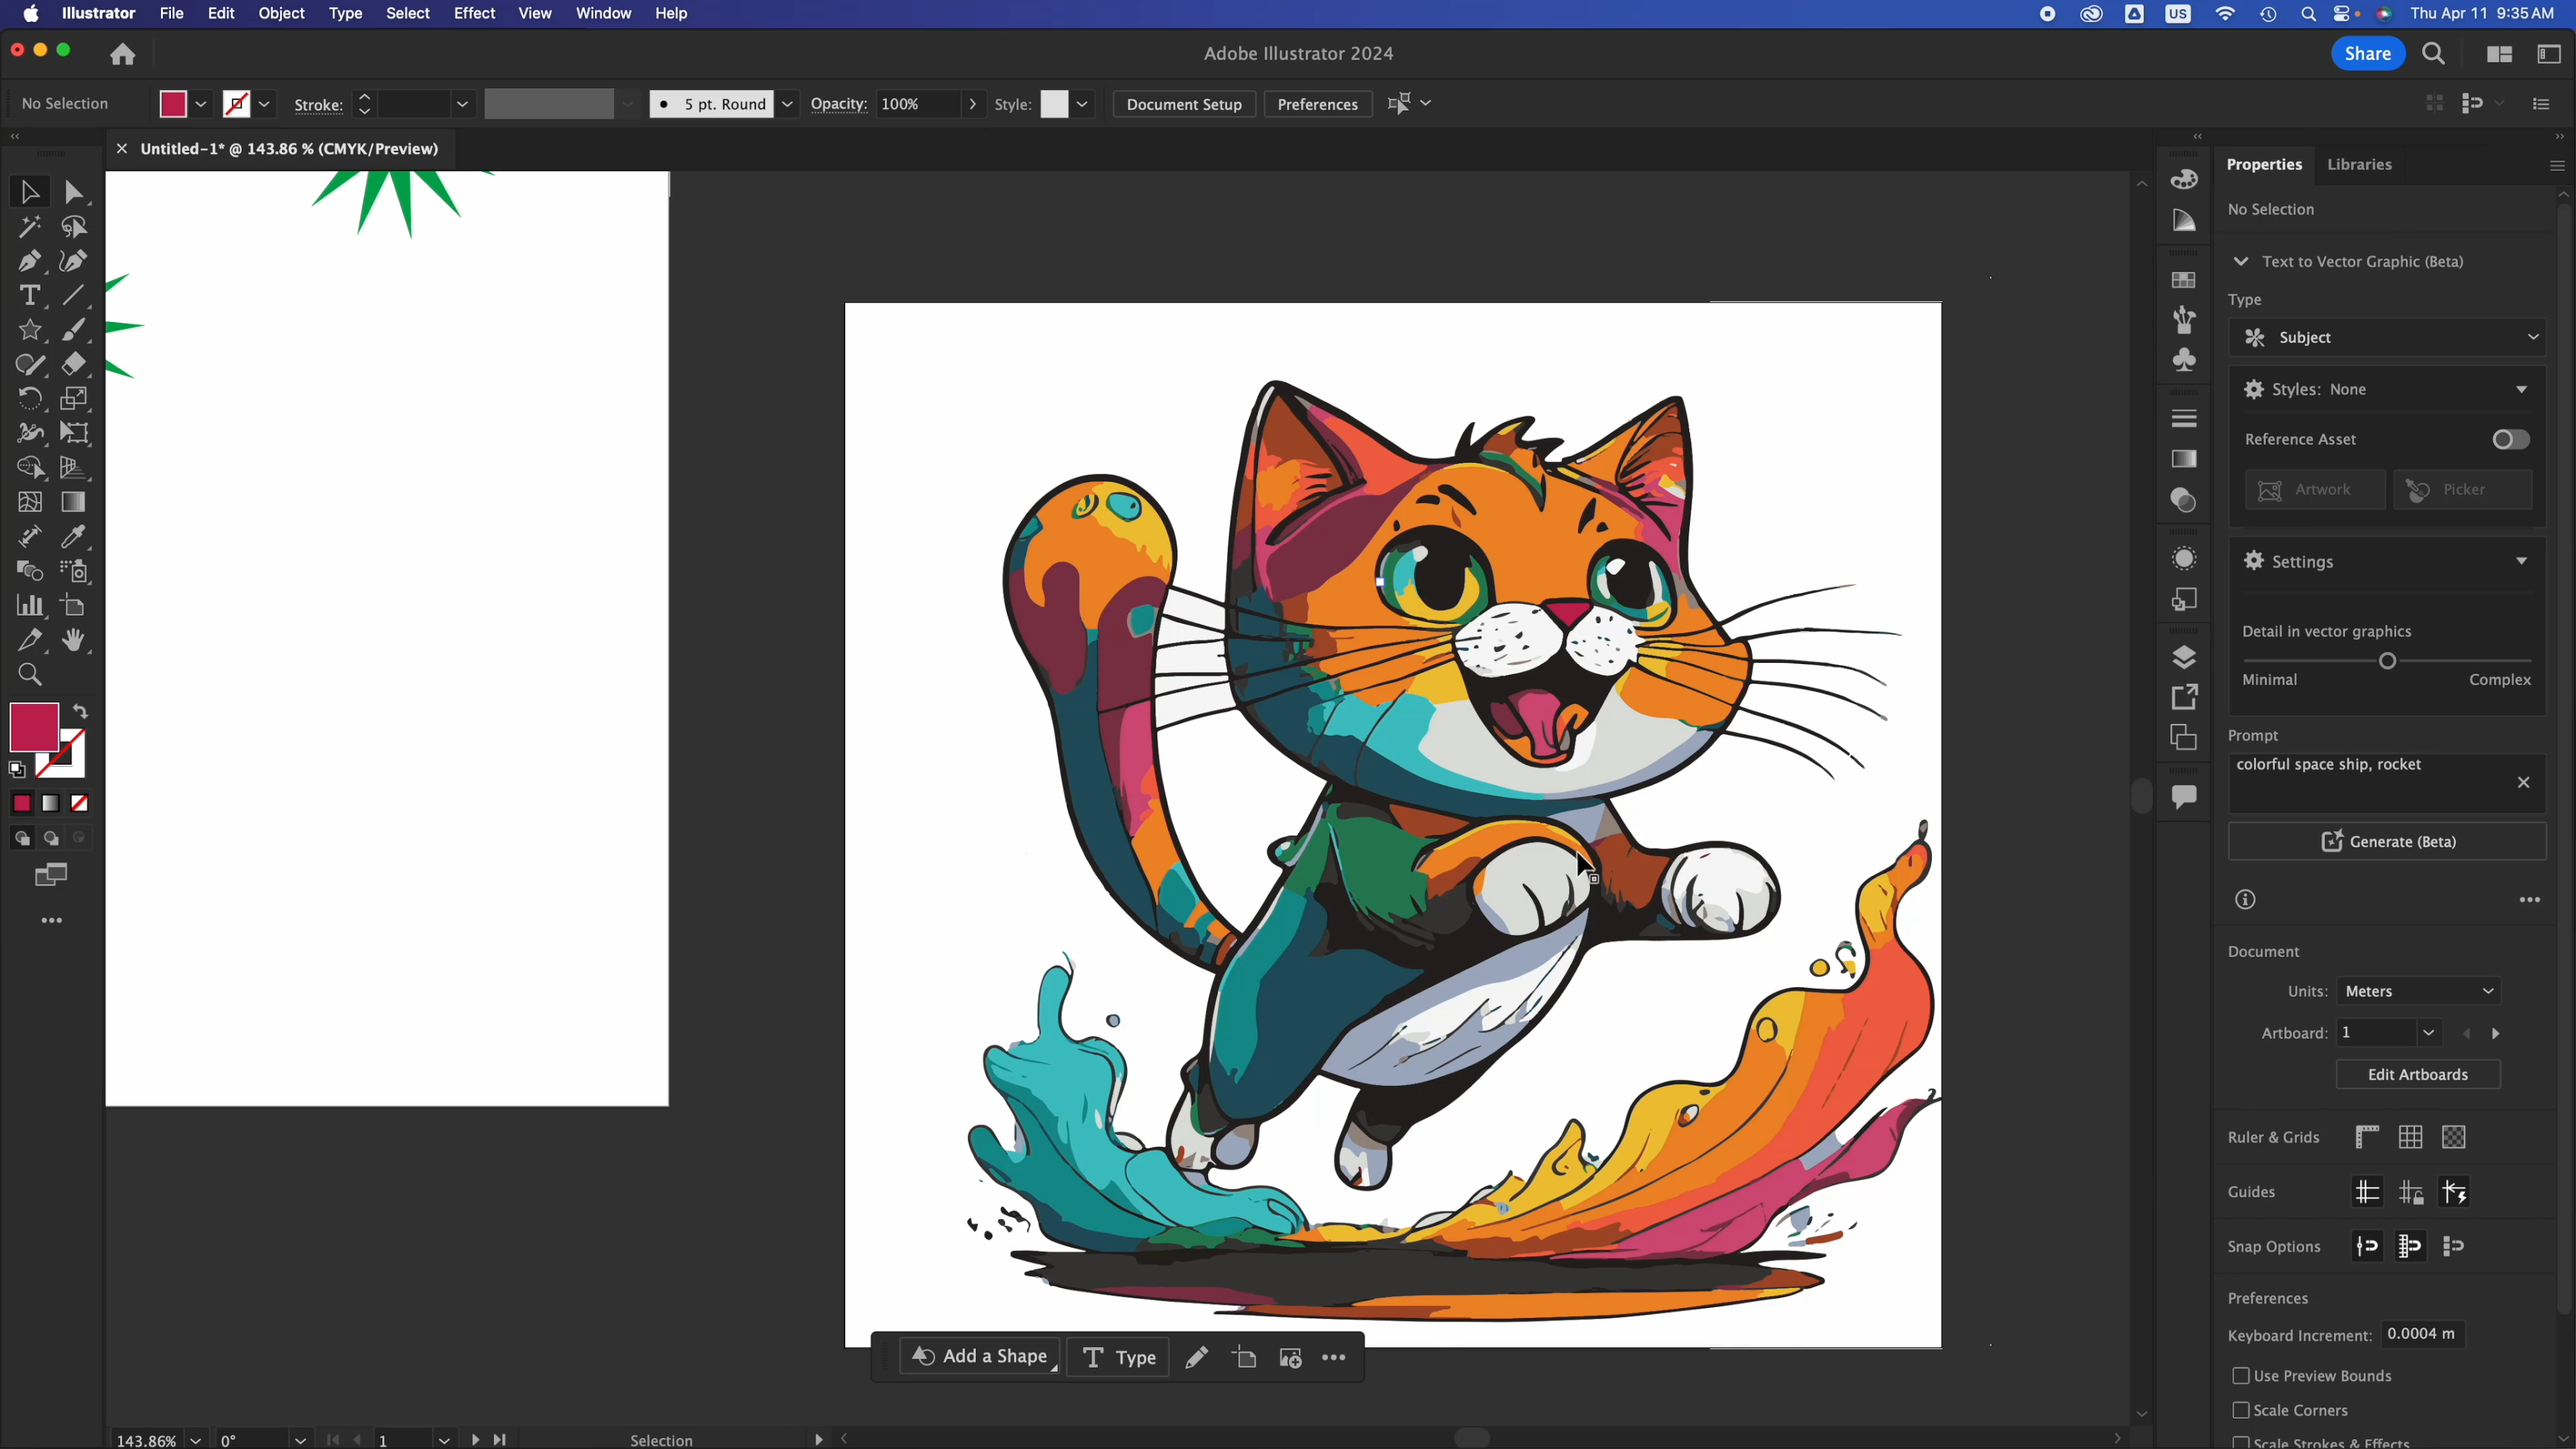 Illustrator File Edit Object Type Select Effect View Window Help US Thu Apr 11 9:35 AM
Adobe Illustrator 2024 Share
No Selection Stroke: 5 pt. Round Opacity: 100% Style: Document Setup Preferences
Untitled-1* @ 143.86 % (CMYK/Preview)
Properties Libraries
No Selection
Text to Vector Graphic (Beta)
Type
Subject
Styles: None
Reference Asset
Artwork Picker
Settings
Detail in vector graphics
Minimal Complex
Prompt
colorful space ship, rocket
Generate (Beta)
Document
Units: Meters
Artboard: 1
Edit Artboards
Ruler & Grids
Guides
Snap Options
Preferences
Keyboard Increment: 0.0004 m
Use Preview Bounds
Scale Corners
Scale Strokes & Effects
Add a Shape Type
143.86% 0° 1 Selection